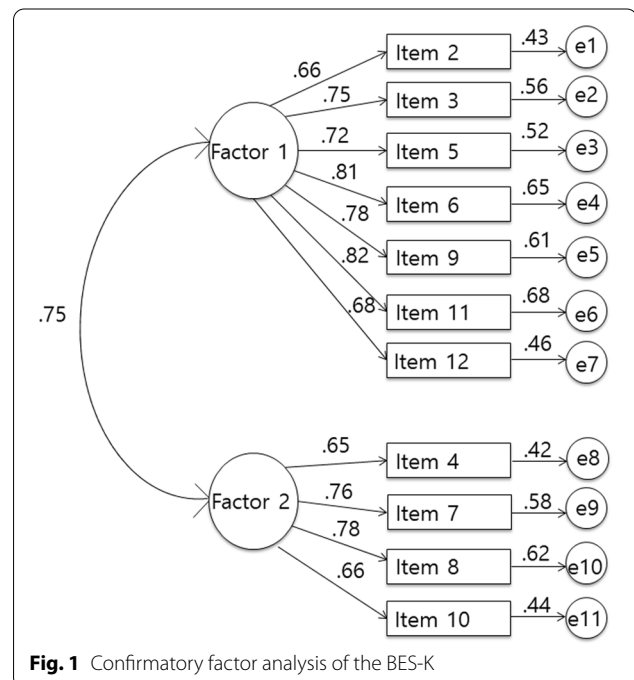 .66 Item 2 .43 e1
.75 Item 3 .56 e2
Factor 1 .72 Item 5 .52 e3
.81 Item 6 .65 e4
.78 Item 9 .61 e5
.82 Item 11 .68 e6
.68 Item 12 .46 e7
.75
.65 Item 4 .42 e8
Factor 2 .76 Item 7 .58 e9
.78 Item 8 .62 e10
.66 Item 10 .44 e11
Fig. 1 Confirmatory factor analysis of the BES-K